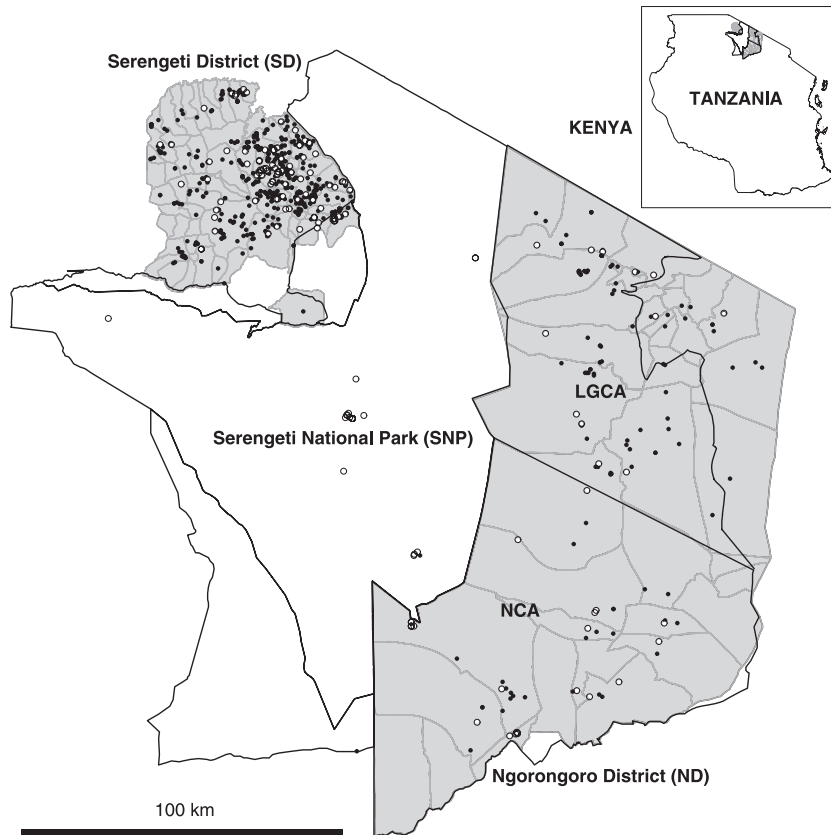 Serengeti District (SD)
TANZANIA
KENYA
LGCA
Serengeti National Park (SNP)
NCA
Ngorongoro District (ND)
100 km